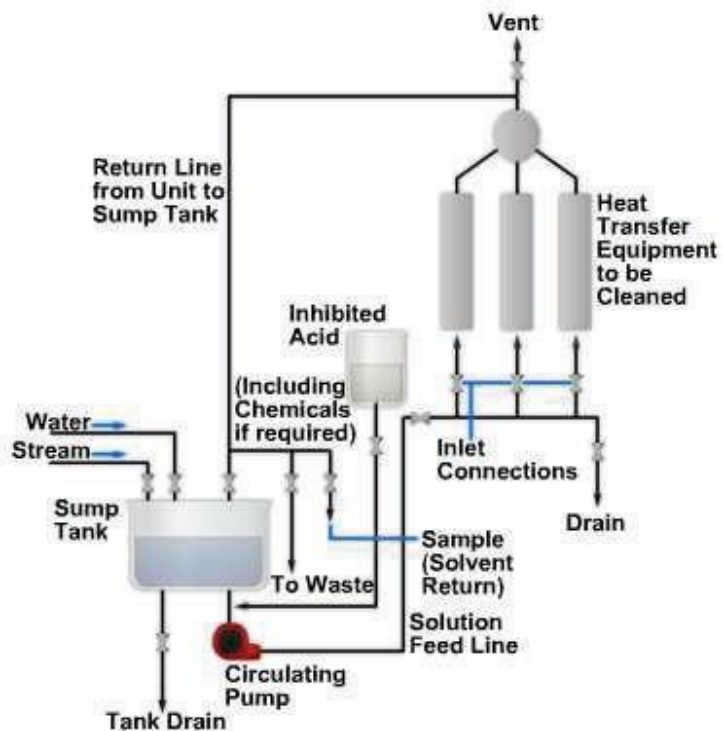 Vent
Return Line
from Unit to
Sump Tank
Heat
Transfer
Equipment
to be
Cleaned
Inhibited
Acid
(Including
Chemicals
if required)
Water
Stream
Inlet
Connections
Sump
Tank
Drain
To Waste
Sample
(Solvent
Return)
Solution
Feed Line
Circulating
Pump
Tank Drain